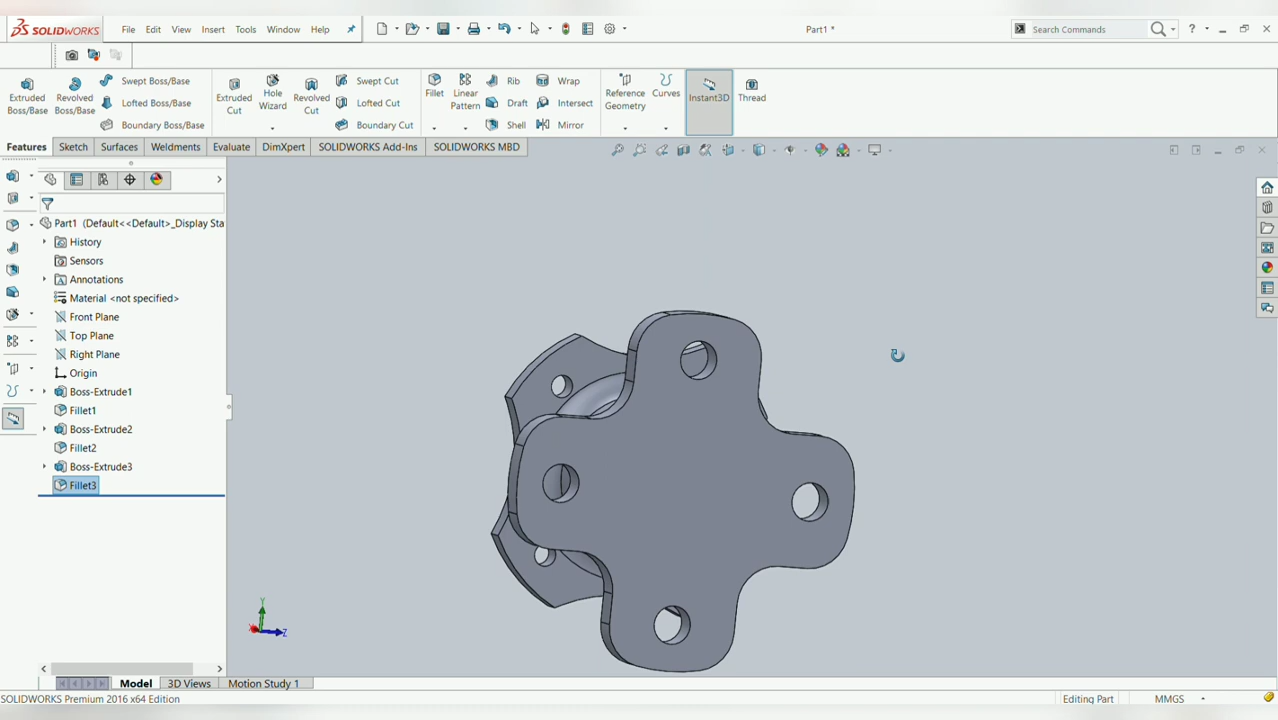 SOLIDWORKS File Edit View Insert Tools Window Help Part1 * Search Commands ?
Extruded Boss/Base
Revolved Boss/Base
Swept Boss/Base
Lofted Boss/Base
Boundary Boss/Base
Extruded Cut
Hole Wizard
Revolved Cut
Swept Cut
Lofted Cut
Boundary Cut
Fillet
Linear Pattern
Rib
Draft
Shell
Wrap
Intersect
Mirror
Reference Geometry
Curves
Instant3D
Thread
Features Sketch Surfaces Weldments Evaluate DimXpert SOLIDWORKS Add-Ins SOLIDWORKS MBD
Part1 (Default<<Default>_Display Sta
History
Sensors
A Annotations
Material <not specified>
Front Plane
Top Plane
Right Plane
Origin
Boss-Extrude1
Fillet1
Boss-Extrude2
Fillet2
Boss-Extrude3
Fillet3
Y
X Z
Model 3D Views Motion Study 1
SOLIDWORKS Premium 2016 x64 Edition Editing Part MMGS